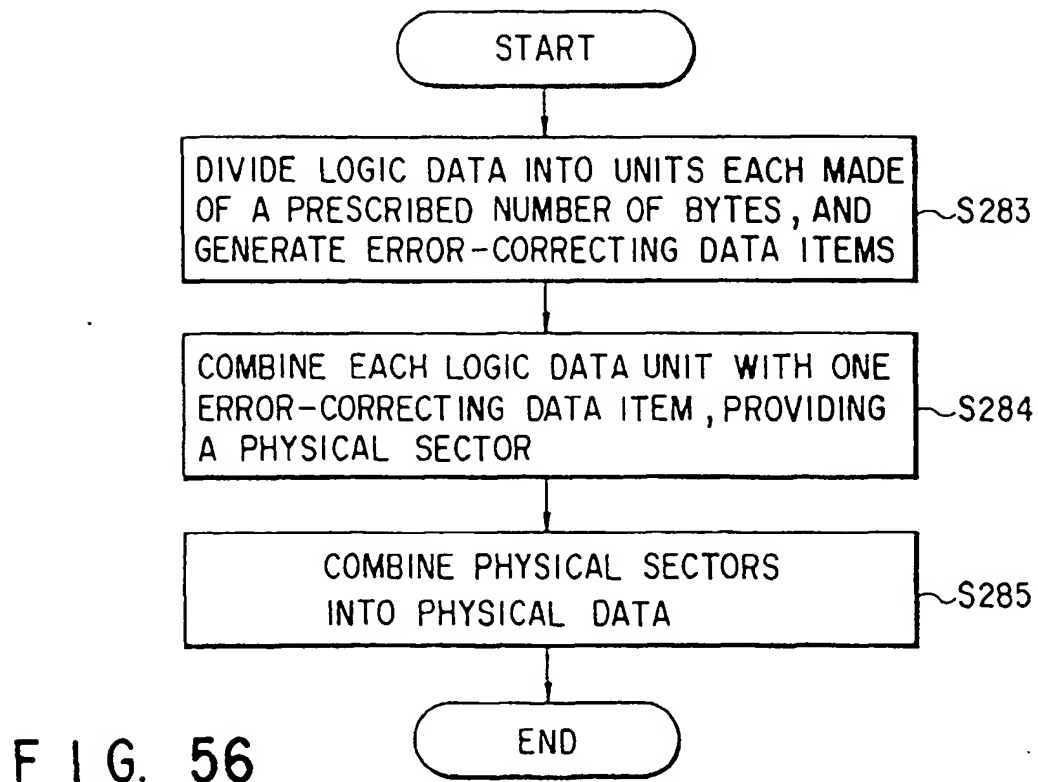 START
DIVIDE LOGIC DATA INTO UNITS EACH MADE
OF A PRESCRIBED NUMBER OF BYTES, AND
GENERATE ERROR-CORRECTING DATA ITEMS
S283
COMBINE EACH LOGIC DATA UNIT WITH ONE
ERROR-CORRECTING DATA ITEM, PROVIDING
A PHYSICAL SECTOR
S284
COMBINE PHYSICAL SECTORS
INTO PHYSICAL DATA
S285
END
FIG. 56